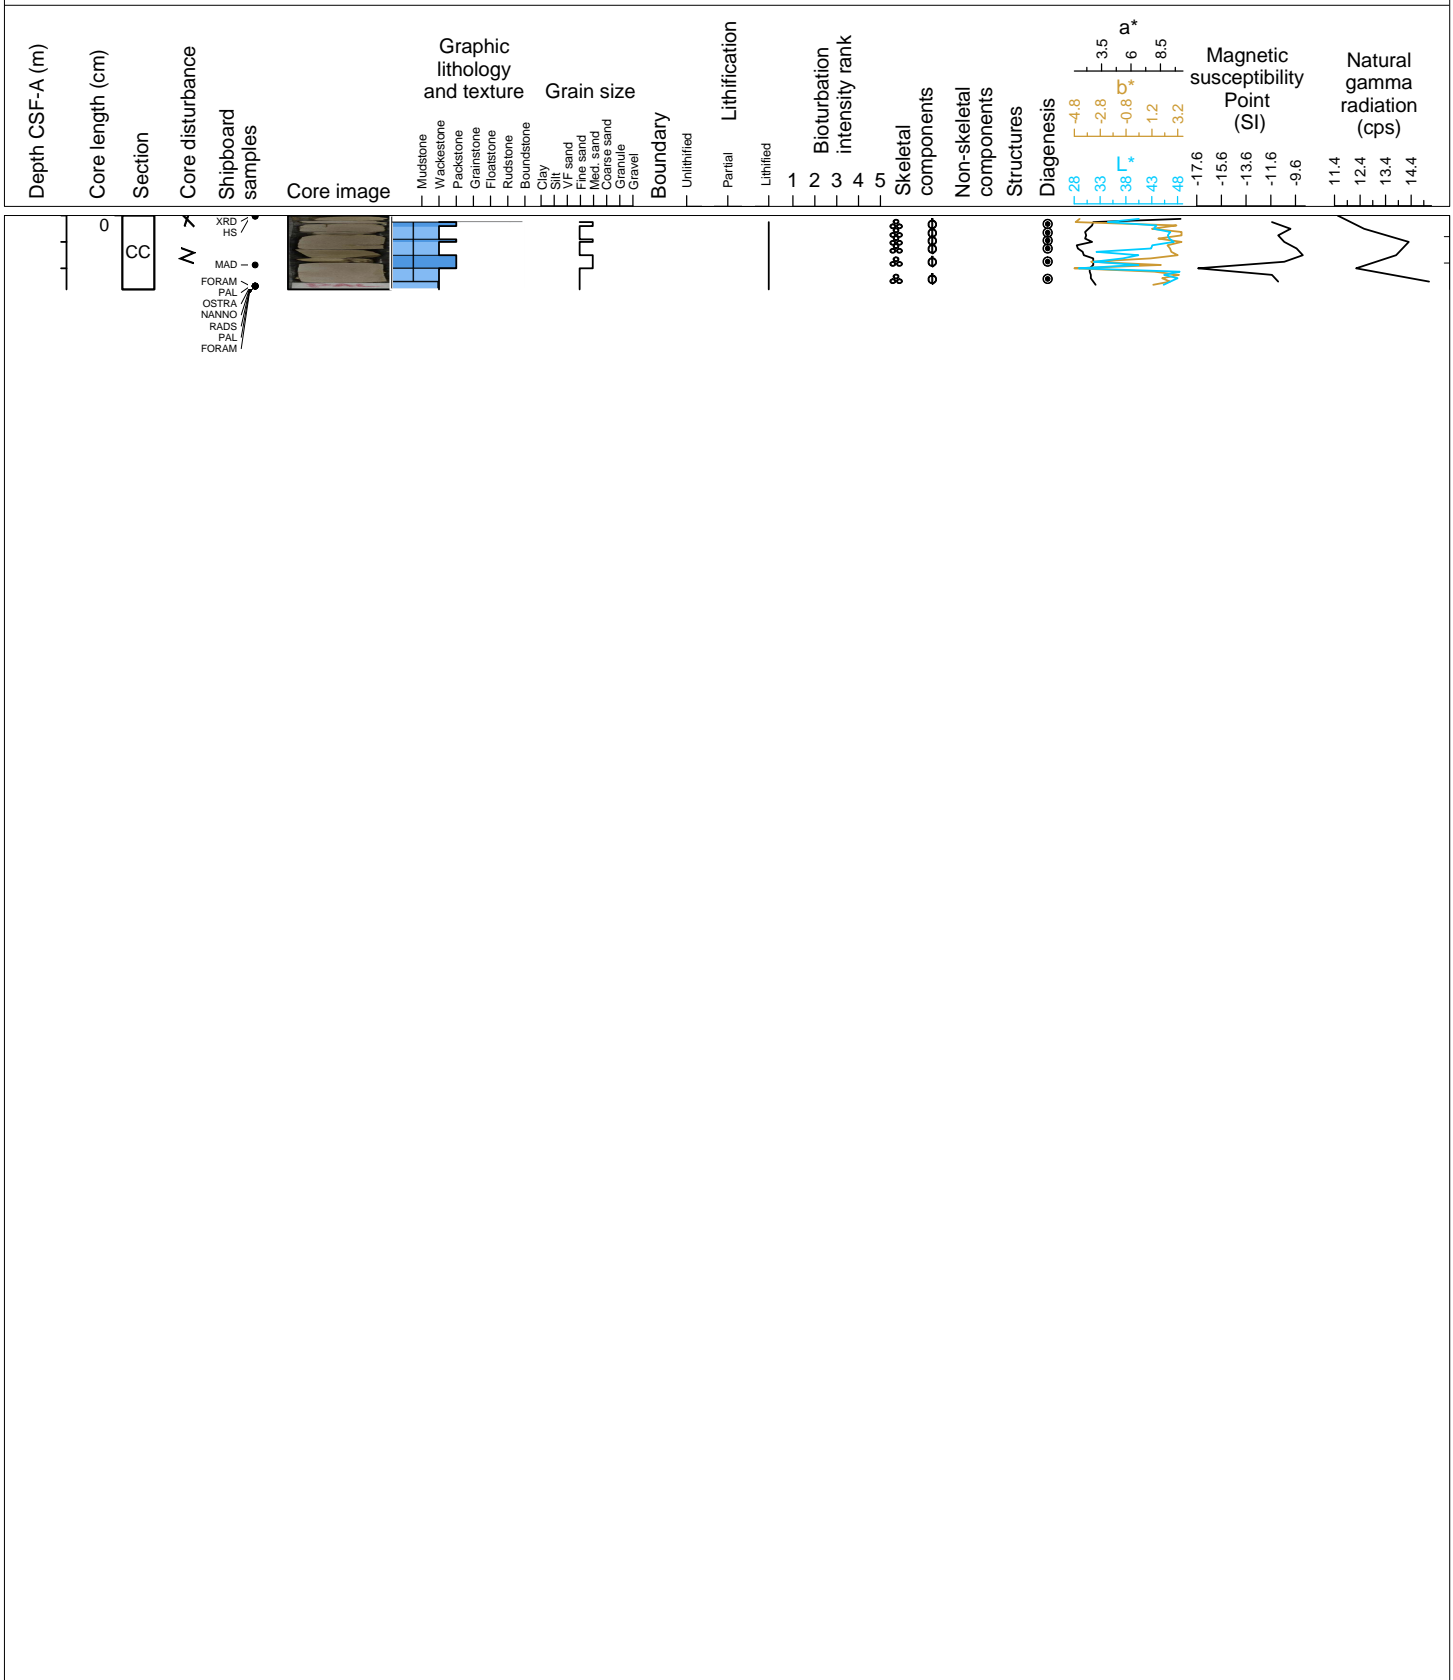 Depth CSF-A (m)
Core length (cm)
Section
Core disturbance
Shipboard
samples
Core image
Graphic
lithology
and texture
Mudstone
Wackestone
Packstone
Grainstone
Floatstone
Rudstone
Boundstone
Grain size
Clay
Silt
VF sand
Fine sand
Med. sand
Coarse sand
Granule
Gravel
Boundary
Lithification
Unlithified
Partial
Lithified
Bioturbation
intensity rank
1 2 3 4 5
Skeletal
components
Non-skeletal
components
Structures
Diagenesis
a*
3.5 6 8.5
b*
-4.8 -2.8 -0.8 1.2 3.2
L*
28 33 38 43 48
Magnetic
susceptibility
Point
(SI)
-17.6 -15.6 -13.6 -11.6 -9.6
Natural
gamma
radiation
(cps)
11.4 12.4 13.4 14.4
0
CC
XRD
HS
MAD
FORAM
PAL
OSTRA
NANNO
RADS
PAL
FORAM